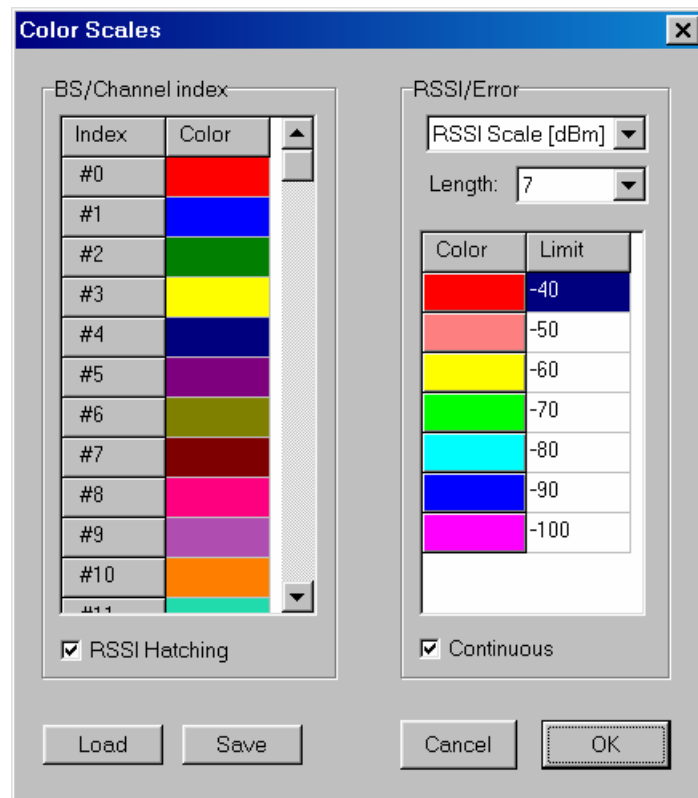 Color Scales
BS/Channel index
Index Color
#0
#1
#2
#3
#4
#5
#6
#7
#8
#9
#10
#11
RSSI Hatching
RSSI/Error
RSSI Scale [dBm]
Length: 7
Color Limit
-40
-50
-60
-70
-80
-90
-100
Continuous
Load Save Cancel OK